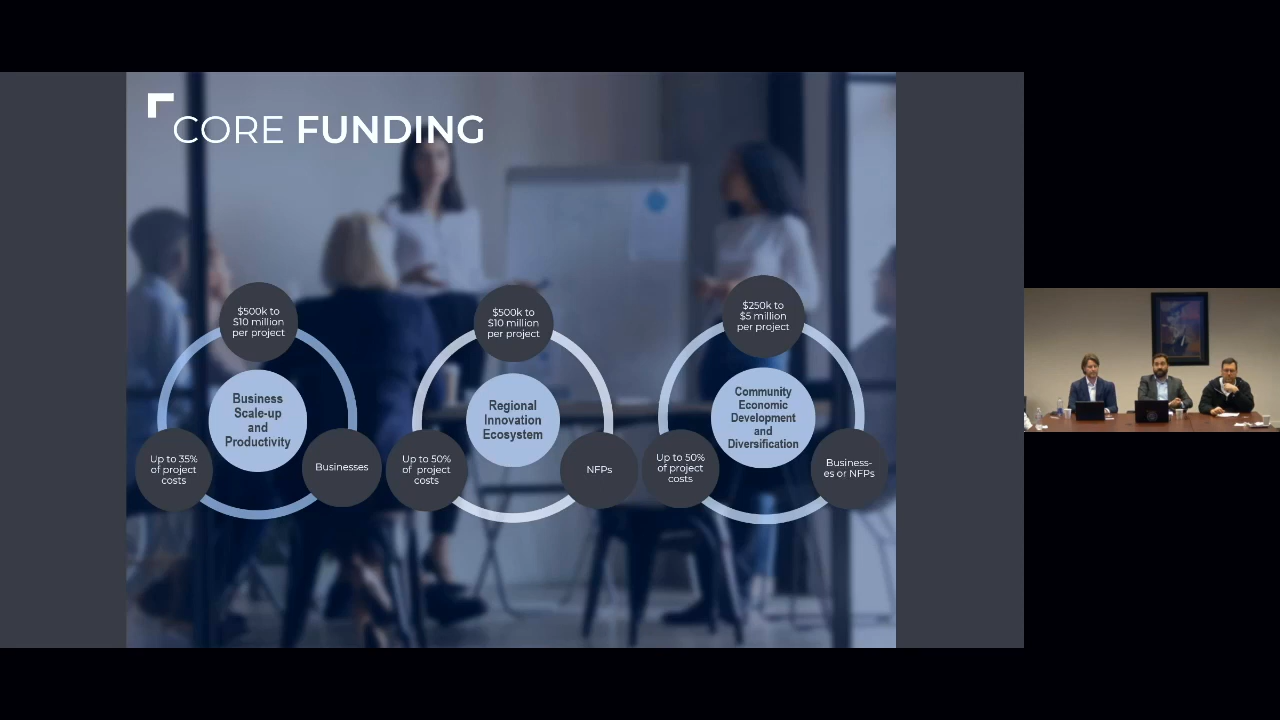 CORE FUNDING
$500k to
$10 million
per project
Business
Scale-up
and
Productivity
Up to 35%
of project
costs
Businesses
$500k to
$10 million
per project
Regional
Innovation
Ecosystem
Up to 50%
of project
costs
NFPs
$250k to
$5 million
per project
Community
Economic
Development
and
Diversification
Up to 50%
of project
costs
Business-
es or NFPs